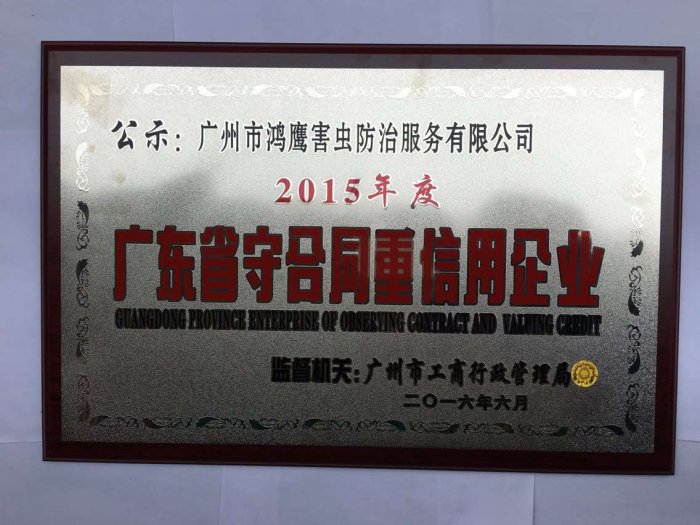 公示：广州市鸿鹰害虫防治服务有限公司
2015年度
广东省守合同重信用企业
GUANGDONG PROVINCE ENTERPRISE OF OBSERVING CONTRACT AND VALUING CREDIT
监督机关：广州市工商行政管理局
二〇一六年六月